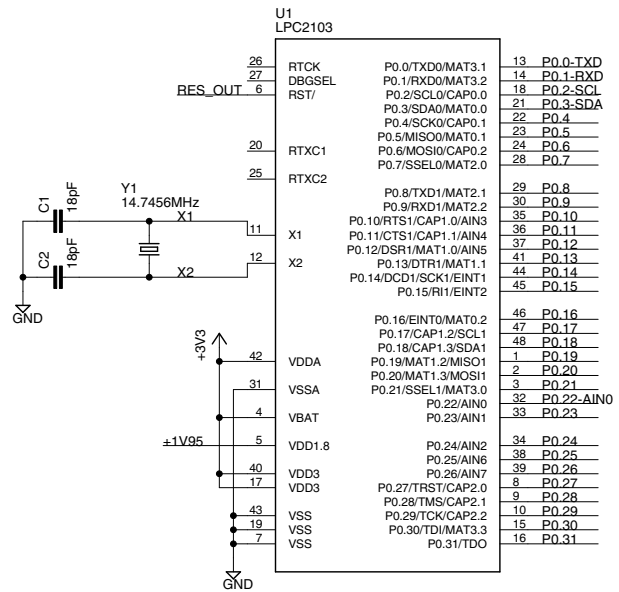 U1
LPC2103
26 RTCK P0.0/TXD0/MAT3.1 13 P0.0-TXD
27 DBGSEL P0.1/RXD0/MAT3.2 14 P0.1-RXD
RES_OUT 6 RST/ P0.2/SCL0/CAP0.0 18 P0.2-SCL
P0.3/SDA0/MAT0.0 21 P0.3-SDA
P0.4/SCK0/CAP0.1 22 P0.4
P0.5/MISO0/MAT0.1 23 P0.5
20 RTXC1 P0.6/MOSI0/CAP0.2 24 P0.6
P0.7/SSEL0/MAT2.0 28 P0.7
25 RTXC2
P0.8/TXD1/MAT2.1 29 P0.8
P0.9/RXD1/MAT2.2 30 P0.9
P0.10/RTS1/CAP1.0/AIN3 35 P0.10
P0.11/CTS1/CAP1.1/AIN4 36 P0.11
P0.12/DSR1/MAT1.0/AIN5 37 P0.12
P0.13/DTR1/MAT1.1 41 P0.13
P0.14/DCD1/SCK1/EINT1 44 P0.14
P0.15/RI1/EINT2 45 P0.15
C1
18pF
Y1
14.7456MHz
X1
11 X1
C2
18pF
X2
12 X2
GND
P0.16/EINT0/MAT0.2 46 P0.16
P0.17/CAP1.2/SCL1 47 P0.17
P0.18/CAP1.3/SDA1 48 P0.18
+3V3
42 VDDA P0.19/MAT1.2/MISO1 1 P0.19
P0.20/MAT1.3/MOSI1 2 P0.20
31 VSSA P0.21/SSEL1/MAT3.0 3 P0.21
P0.22/AIN0 32 P0.22-AIN0
4 VBAT P0.23/AIN1 33 P0.23
+1V95 5 VDD1.8 P0.24/AIN2 34 P0.24
P0.25/AIN6 38 P0.25
40 VDD3 P0.26/AIN7 39 P0.26
17 VDD3 P0.27/TRST/CAP2.0 8 P0.27
P0.28/TMS/CAP2.1 9 P0.28
43 VSS P0.29/TCK/CAP2.2 10 P0.29
19 VSS P0.30/TDI/MAT3.3 15 P0.30
7 VSS P0.31/TDO 16 P0.31
GND